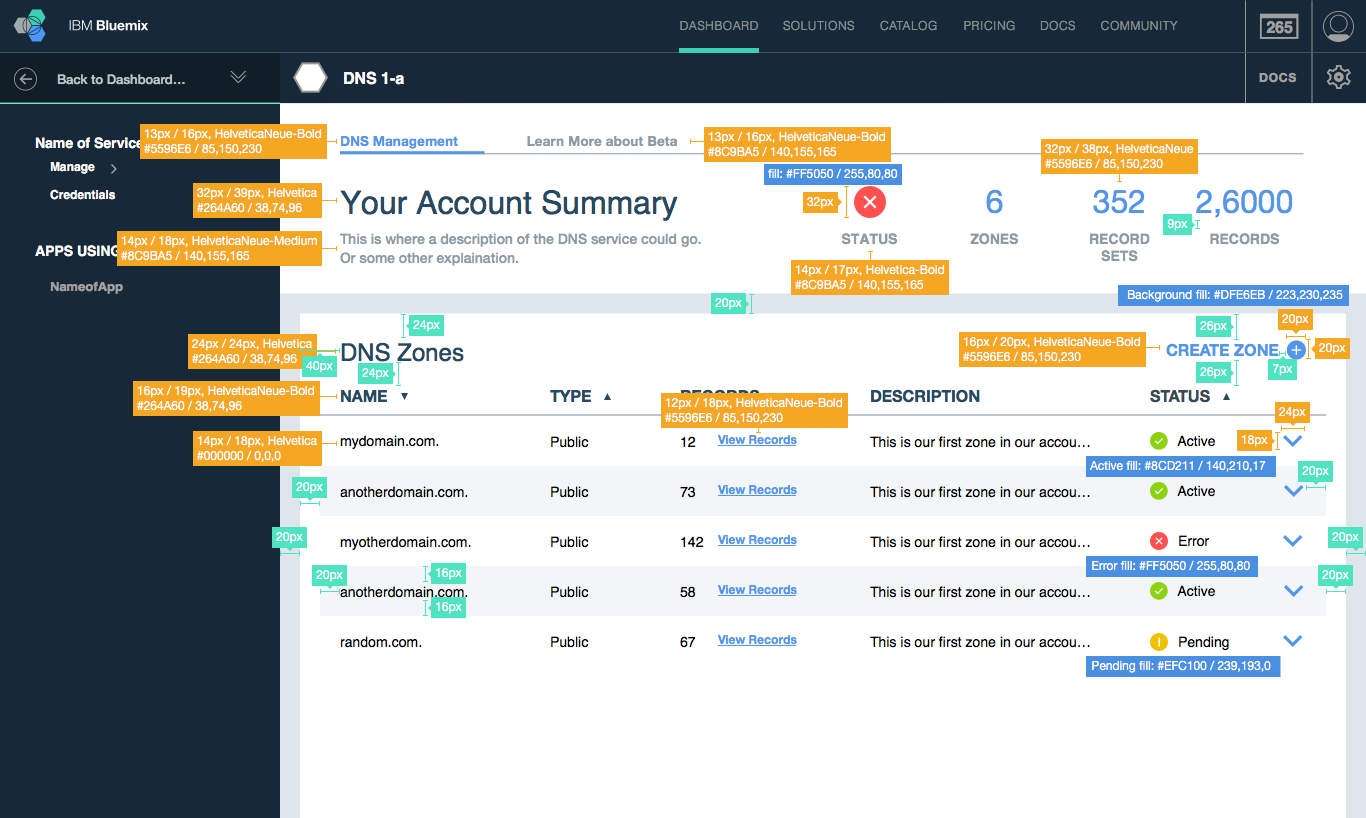 IBM Bluemix
DASHBOARD
SOLUTIONS
CATALOG
PRICING
DOCS
COMMUNITY
265
Back to Dashboard...
DNS 1-a
DOCS
Name of Service
Manage
Credentials
APPS USING
NameofApp
13px / 16px, HelveticaNeue-Bold
#5596E6 / 85,150,230
DNS Management
Learn More about Beta
13px / 16px, HelveticaNeue-Bold
#8C9BA5 / 140,155,165
32px / 38px, HelveticaNeue
#5596E6 / 85,150,230
fill: #FF5050 / 255,80,80
32px / 39px, Helvetica
#264A60 / 38,74,96
Your Account Summary
32px
6
352
2,6000
9px
14px / 18px, HelveticaNeue-Medium
#8C9BA5 / 140,155,165
This is where a description of the DNS service could go.
Or some other explaination.
STATUS
ZONES
RECORD
SETS
RECORDS
14px / 17px, Helvetica-Bold
#8C9BA5 / 140,155,165
20px
Background fill: #DFE6EB / 223,230,235
24px
26px
20px
24px / 24px, Helvetica
#264A60 / 38,74,96
40px
DNS Zones
24px
16px / 20px, HelveticaNeue-Bold
#5596E6 / 85,150,230
CREATE ZONE
20px
26px
7px
16px / 19px, HelveticaNeue-Bold
#264A60 / 38,74,96
NAME
TYPE
RECORDS
DESCRIPTION
STATUS
12px / 18px, HelveticaNeue-Bold
#5596E6 / 85,150,230
24px
14px / 18px, Helvetica
#000000 / 0,0,0
mydomain.com.
Public
12
View Records
This is our first zone in our accou...
Active
18px
Active fill: #8CD211 / 140,210,17
20px
20px
anotherdomain.com.
Public
73
View Records
This is our first zone in our accou...
Active
20px
myotherdomain.com.
Public
142
View Records
This is our first zone in our accou...
Error
20px
Error fill: #FF5050 / 255,80,80
20px
16px
anotherdomain.com.
Public
58
View Records
This is our first zone in our accou...
Active
20px
16px
random.com.
Public
67
View Records
This is our first zone in our accou...
Pending
Pending fill: #EFC100 / 239,193,0